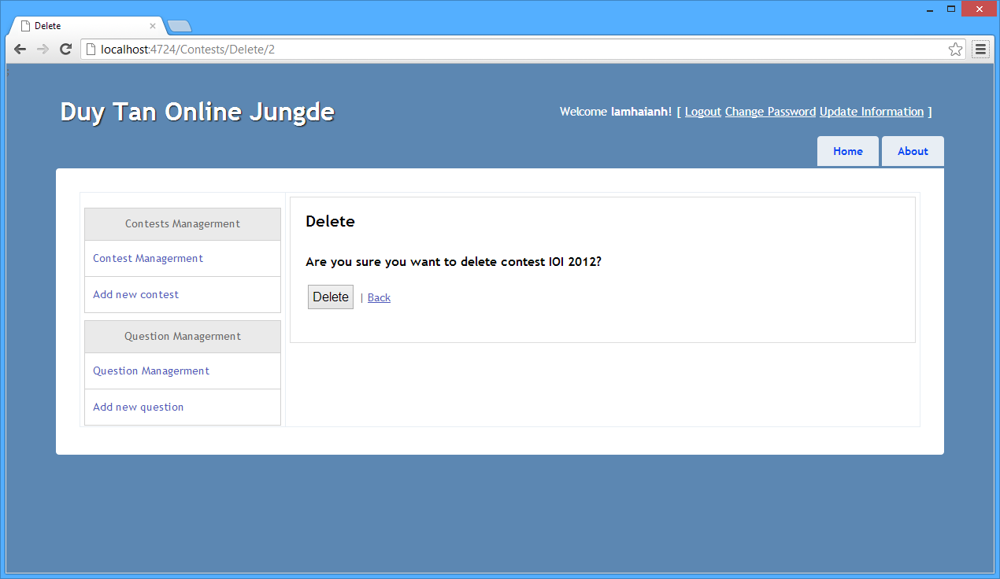 Delete
localhost:4724/Contests/Delete/2
Duy Tan Online Jungde
Welcome lamhaianh! [ Logout Change Password Update Information ]
Home About
Contests Managerment
Contest Management
Add new contest
Question Managerment
Question Managerment
Add new question
Delete
Are you sure you want to delete contest IOI 2012?
Delete | Back